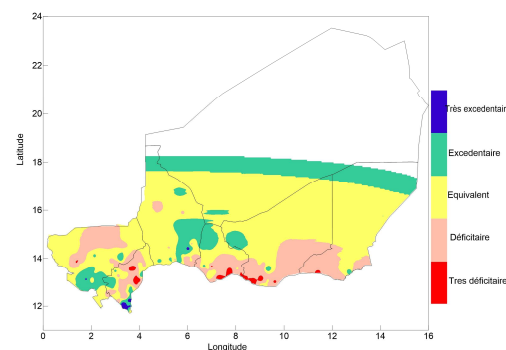 24
22
20
18
16
14
12
Latitude
0 2 4 6 8 10 12 14 16
Longitude
Très excedentair
Excedentaire
Equivalent
Déficitaire
Tres déficitaire